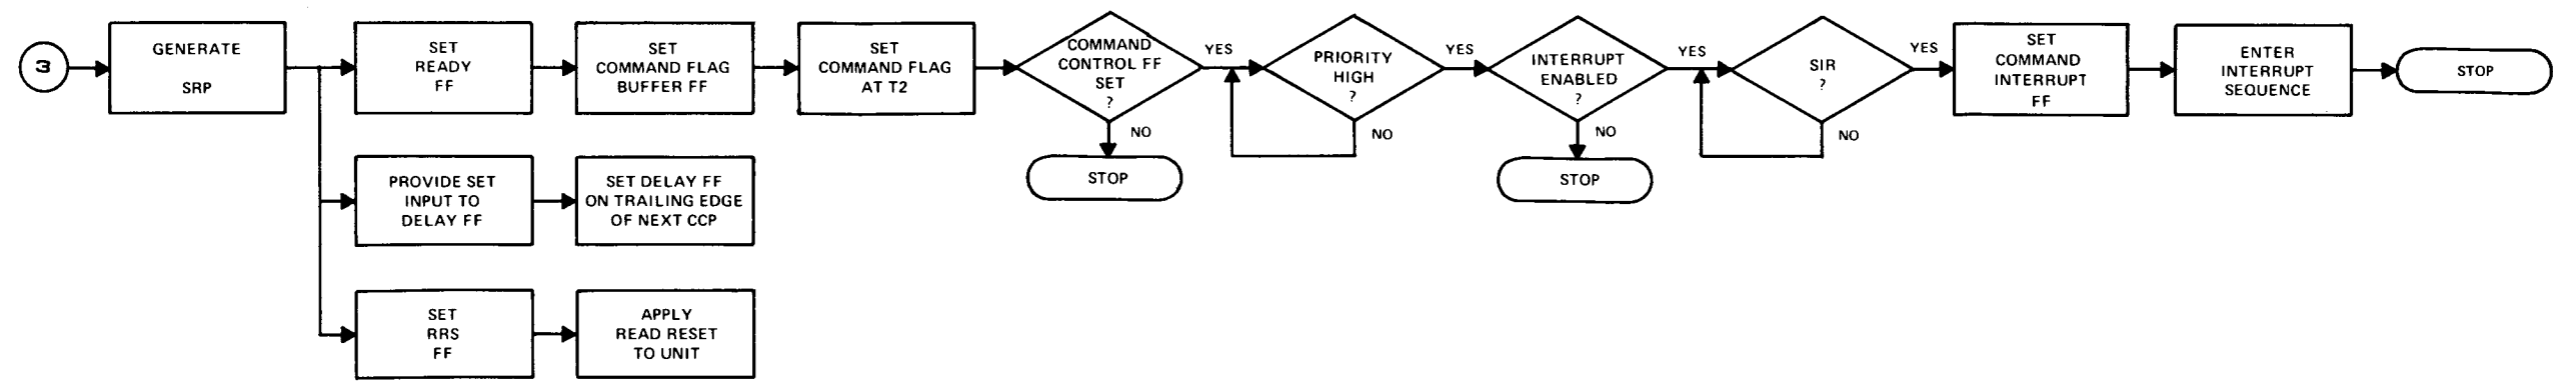 3
GENERATE
SRP
SET
READY
FF
SET
COMMAND FLAG
BUFFER FF
SET
COMMAND FLAG
AT T2
COMMAND
CONTROL FF
SET
?
YES
NO
STOP
PRIORITY
HIGH
?
YES
NO
INTERRUPT
ENABLED
?
YES
NO
STOP
SIR
?
YES
NO
SET
COMMAND
INTERRUPT
FF
ENTER
INTERRUPT
SEQUENCE
STOP
PROVIDE SET
INPUT TO
DELAY FF
SET DELAY FF
ON TRAILING EDGE
OF NEXT CCP
SET
RRS
FF
APPLY
READ RESET
TO UNIT